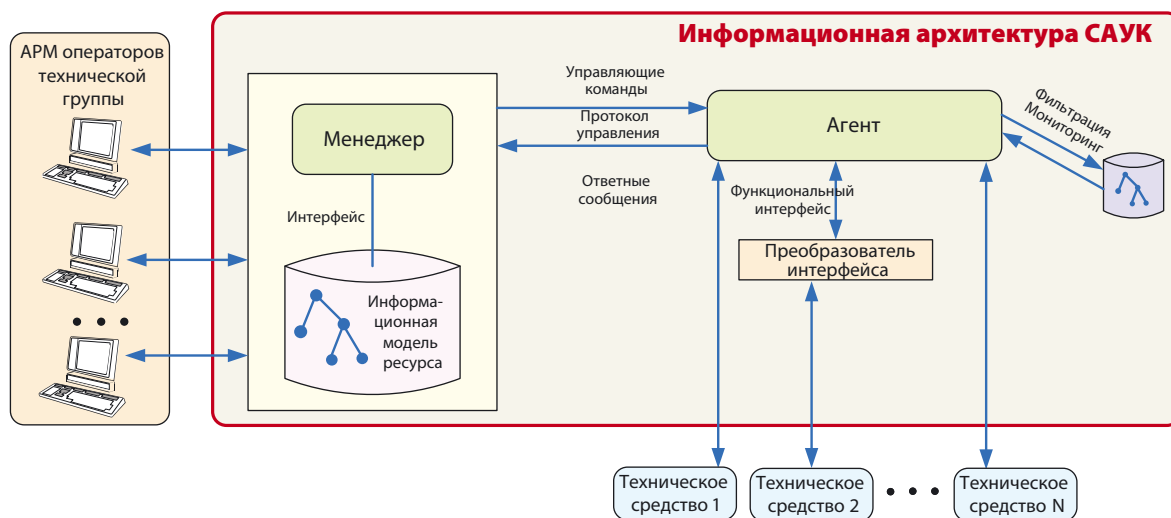 Информационная архитектура САУК
АРМ операторов
технической
группы
Менеджер
Интерфейс
Информа-
ционная
модель
ресурса
Управляющие
команды
Протокол
управления
Ответные
сообщения
Агент
Фильтрация
Мониторинг
Функциональный
интерфейс
Преобразователь
интерфейса
Техническое
средство 1
Техническое
средство 2
Техническое
средство N